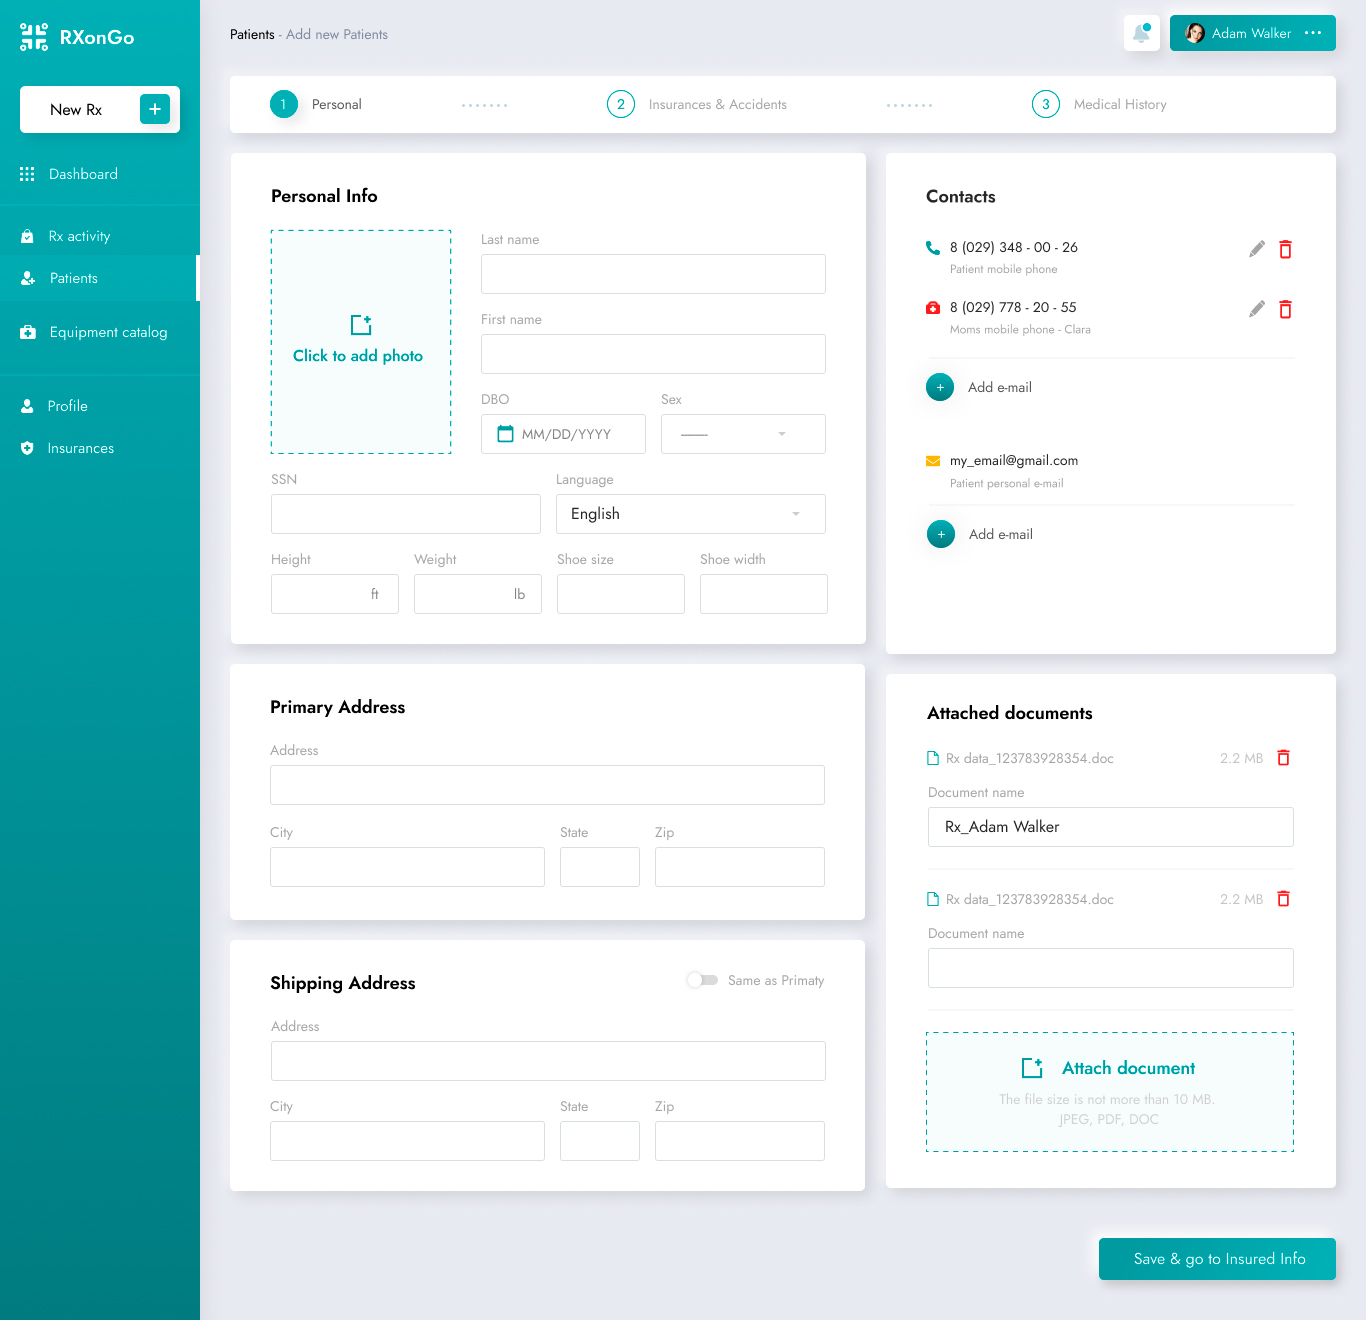 RXonGo
New Rx
Dashboard
Rx activity
Patients
Equipment catalog
Profile
Insurances
Patients - Add new Patients
Adam Walker
1 Personal
2 Insurances & Accidents
3 Medical History
Personal Info
Click to add photo
Last name
First name
DBO
Sex
MM/DD/YYYY
SSN
Language
English
Height
Weight
Shoe size
Shoe width
ft
lb
Primary Address
Address
City
State
Zip
Shipping Address
Same as Primaty
Address
City
State
Zip
Contacts
8 (029) 348 - 00 - 26
Patient mobile phone
8 (029) 778 - 20 - 55
Moms mobile phone - Clara
Add e-mail
my_email@gmail.com
Patient personal e-mail
Add e-mail
Attached documents
Rx data_123783928354.doc 2.2 MB
Document name
Rx_Adam Walker
Rx data_123783928354.doc 2.2 MB
Document name
Attach document
The file size is not more than 10 MB.
JPEG, PDF, DOC
Save & go to Insured Info